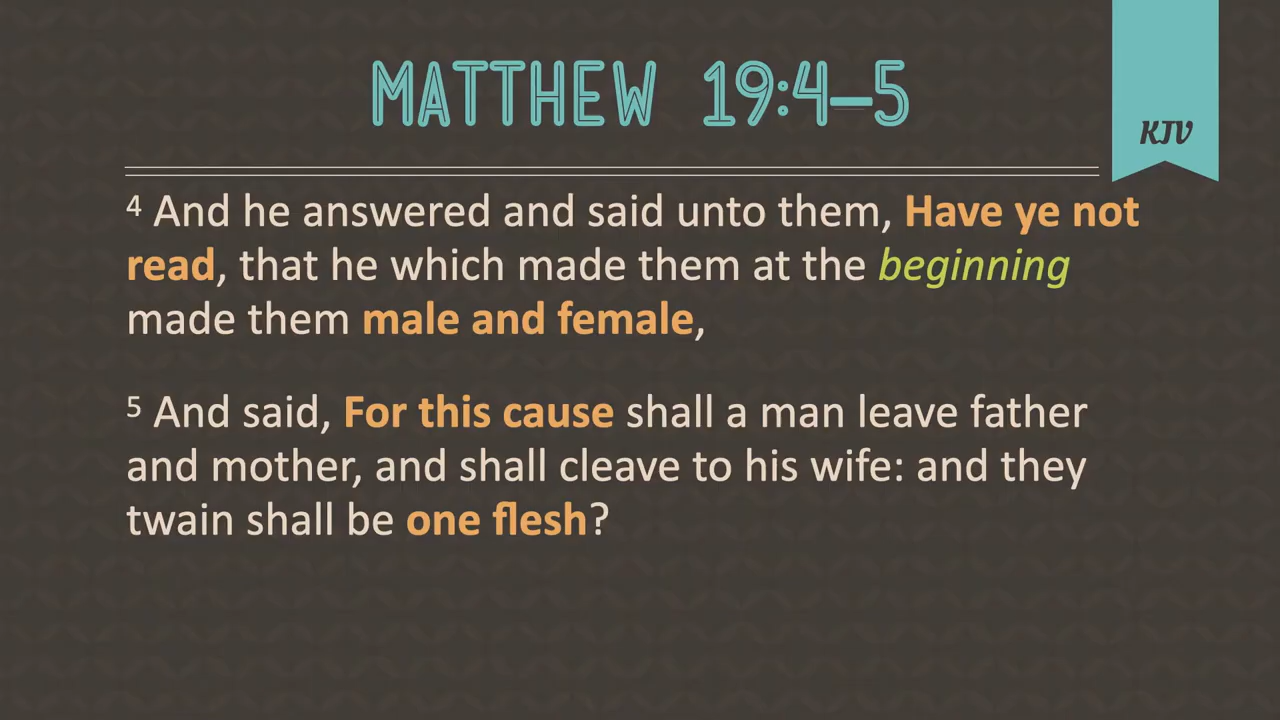 MATTHEW 19:4–5
KJV
4 And he answered and said unto them, Have ye not
read, that he which made them at the beginning
made them male and female,
5 And said, For this cause shall a man leave father
and mother, and shall cleave to his wife: and they
twain shall be one flesh?